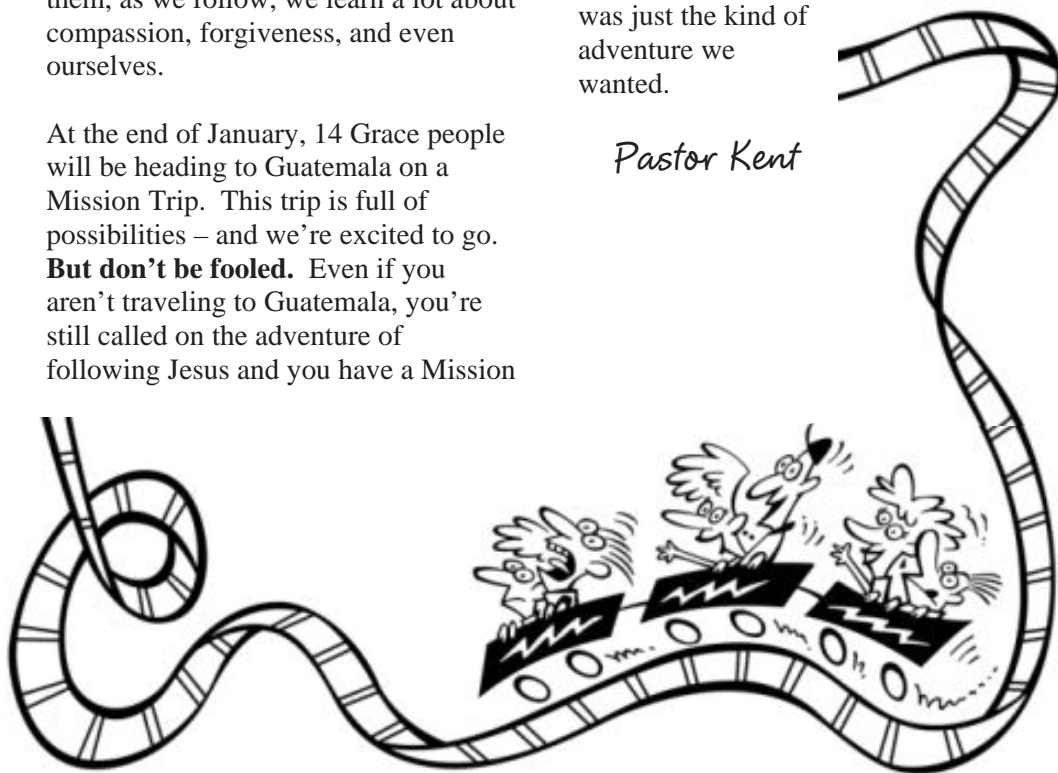 them, as we follow, we learn a lot about
compassion, forgiveness, and even
ourselves.
At the end of January, 14 Grace people
will be heading to Guatemala on a
Mission Trip.  This trip is full of
possibilities – and we're excited to go.
But don't be fooled.  Even if you
aren't traveling to Guatemala, you're
still called on the adventure of
following Jesus and you have a Mission
was just the kind of
adventure we
wanted.
Pastor Kent